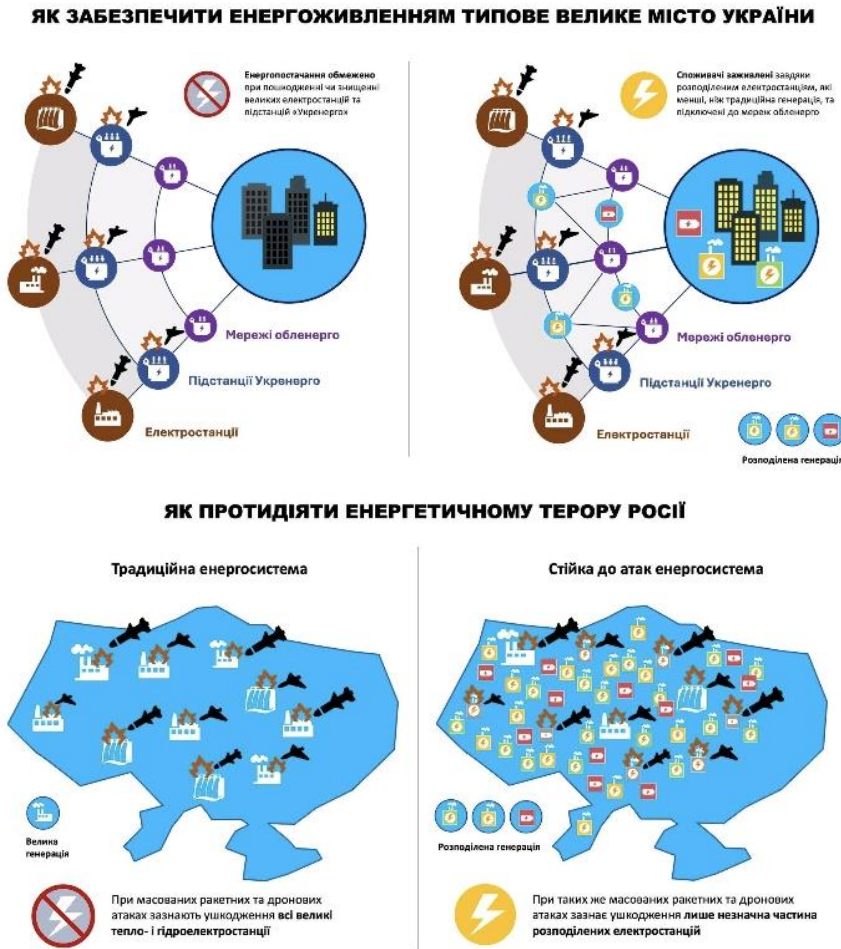 ЯК ЗАБЕЗПЕЧИТИ ЕНЕРГОЖИВЛЕННЯМ ТИПОВЕ ВЕЛИКЕ МІСТО УКРАЇНИ
Енергопостачання обмежено
при пошкодженні чи знищенні
великих електростанцій та
підстанцій «Укренерго»
Мережі обленерго
Підстанції Укренерго
Електростанції
Споживачі заживлені завдяки
розподіленим електростанціям, які
менші, ніж традиційна генерація, та
підключені до мереж обленерго
Мережі обленерго
Підстанції Укренерго
Електростанції
Розподілена генерація
ЯК ПРОТИДІЯТИ ЕНЕРГЕТИЧНОМУ ТЕРОРУ РОСІЇ
Традиційна енергосистема
Велика
генерація
При масованих ракетних та дронових
атаках зазнають ушкодження всі великі
тепло- і гідроелектростанції
Стійка до атак енергосистема
Розподілена генерація
При таких же масованих ракетних та дронових
атаках зазнає ушкодження лише незначна частина
розподілених електростанцій